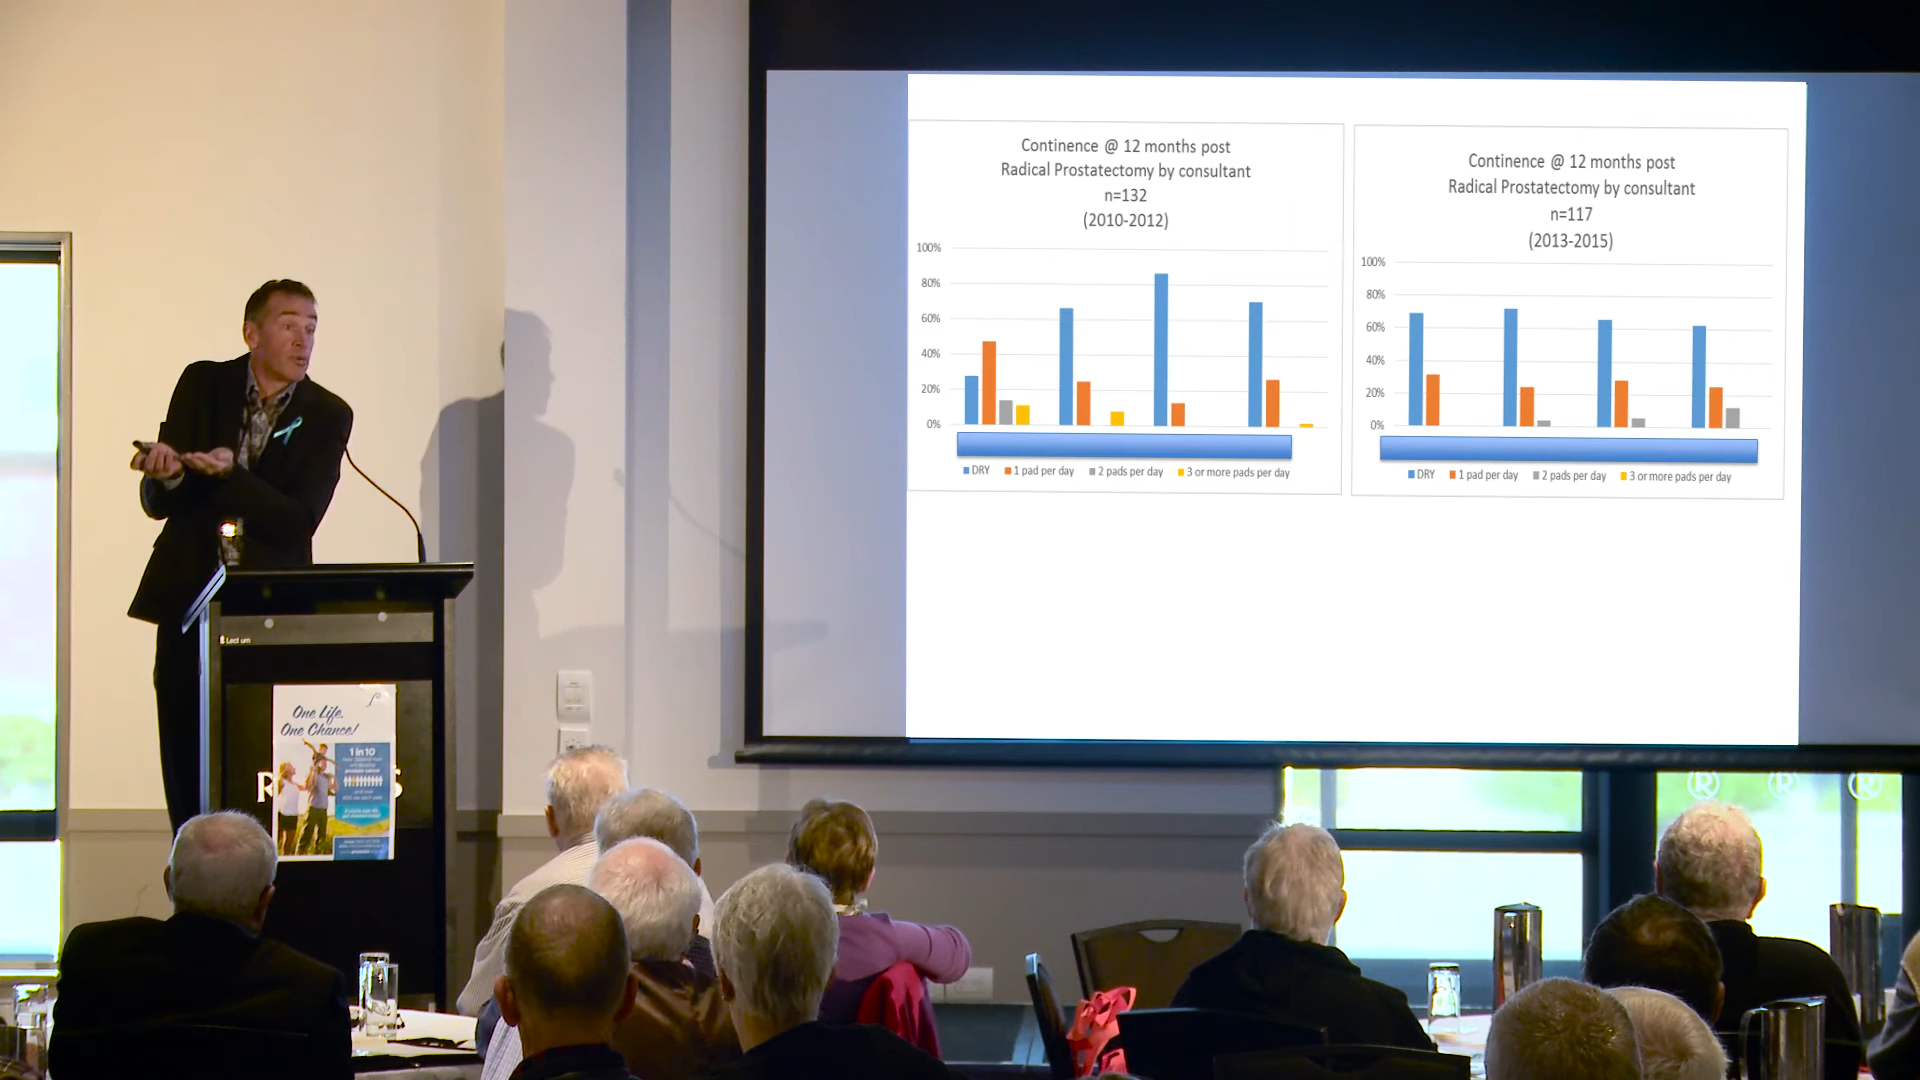 Continence @ 12 months post
Radical Prostatectomy by consultant
n=132
(2010-2012)
100%
80%
60%
40%
20%
0%
DRY 1 pad per day 2 pads per day 3 or more pads per day
Continence @ 12 months post
Radical Prostatectomy by consultant
n=117
(2013-2015)
100%
80%
60%
40%
20%
0%
DRY 1 pad per day 2 pads per day 3 or more pads per day
One Life.
One Chance!
1 in 10
R
S
R R R